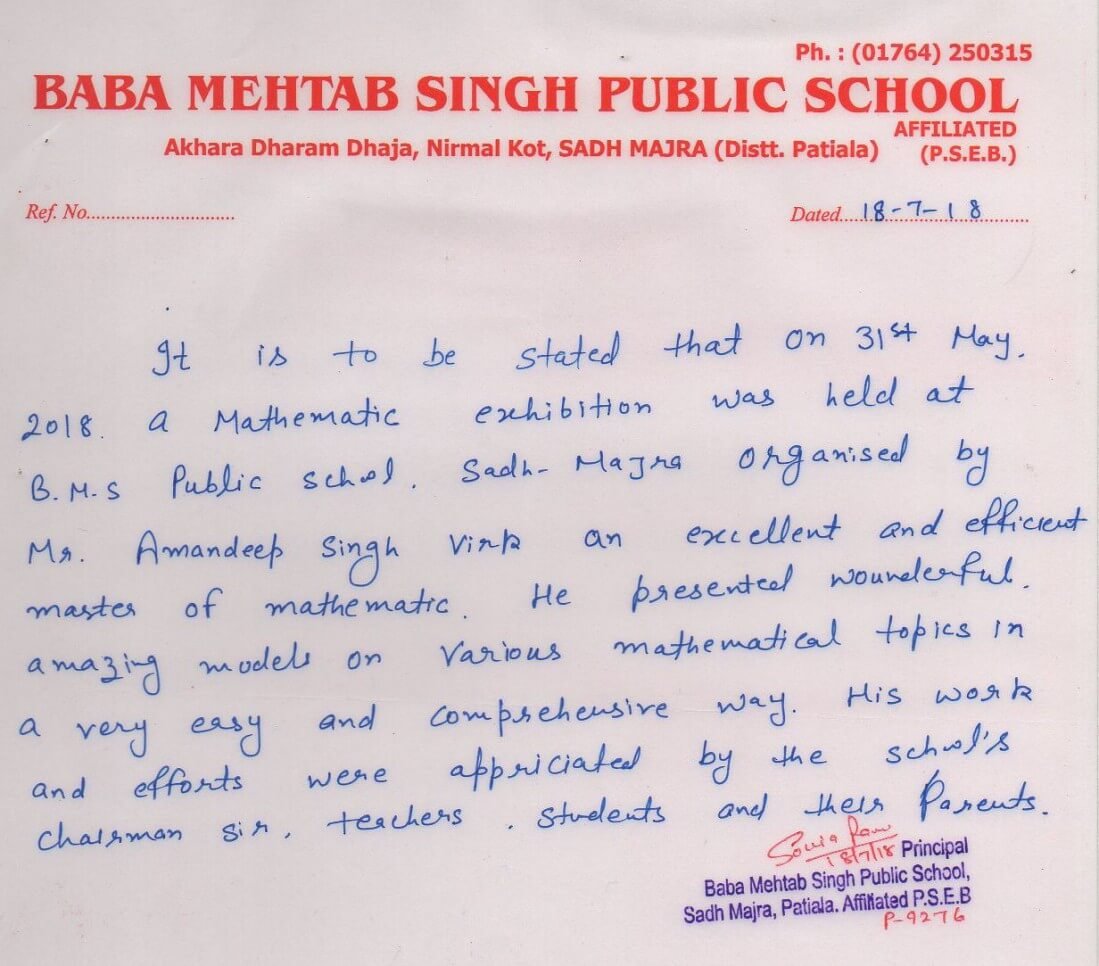 Ph. : (01764) 250315
BABA MEHTAB SINGH PUBLIC SCHOOL
AFFILIATED
Akhara Dharam Dhaja, Nirmal Kot, SADH MAJRA (Distt. Patiala) (P.S.E.B.)
Ref. No............................. Dated....18-7-18.........
It is to be stated that on 31st May,
2018. a Mathematic exhibition was held at
B.M.S Public school, Sadh-Majra organised by
Mr. Amandeep Singh Virk an excellent and efficient
master of mathematic. He presented wounderful,
amazing models on various mathematical topics in
a very easy and comprehensive way. His work
and efforts were appriciated by the school's
chairman sir, teachers, students and their Parents.
18/7/18 Principal
Baba Mehtab Singh Public School,
Sadh Majra, Patiala. Affiliated P.S.E.B
P-9276